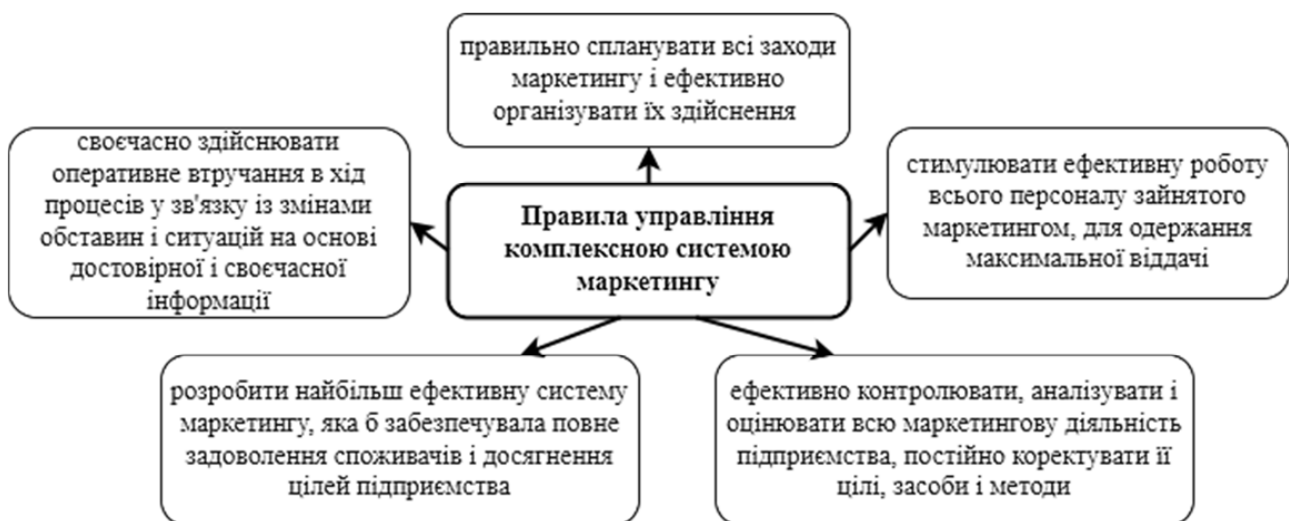 правильно спланувати всі заходи
маркетингу і ефективно
організувати їх здійснення
своєчасно здійснювати
оперативне втручання в хід
процесів у зв'язку із змінами
обставин і ситуацій на основі
достовірної і своєчасної
інформації
Правила управління
комплексною системою
маркетингу
стимулювати ефективну роботу
всього персоналу зайнятого
маркетингом, для одержання
максимальної віддачі
розробити найбільш ефективну систему
маркетингу, яка б забезпечувала повне
задоволення споживачів і досягнення
цілей підприємства
ефективно контролювати, аналізувати і
оцінювати всю маркетингову діяльність
підприємства, постійно коректувати її
цілі, засоби і методи